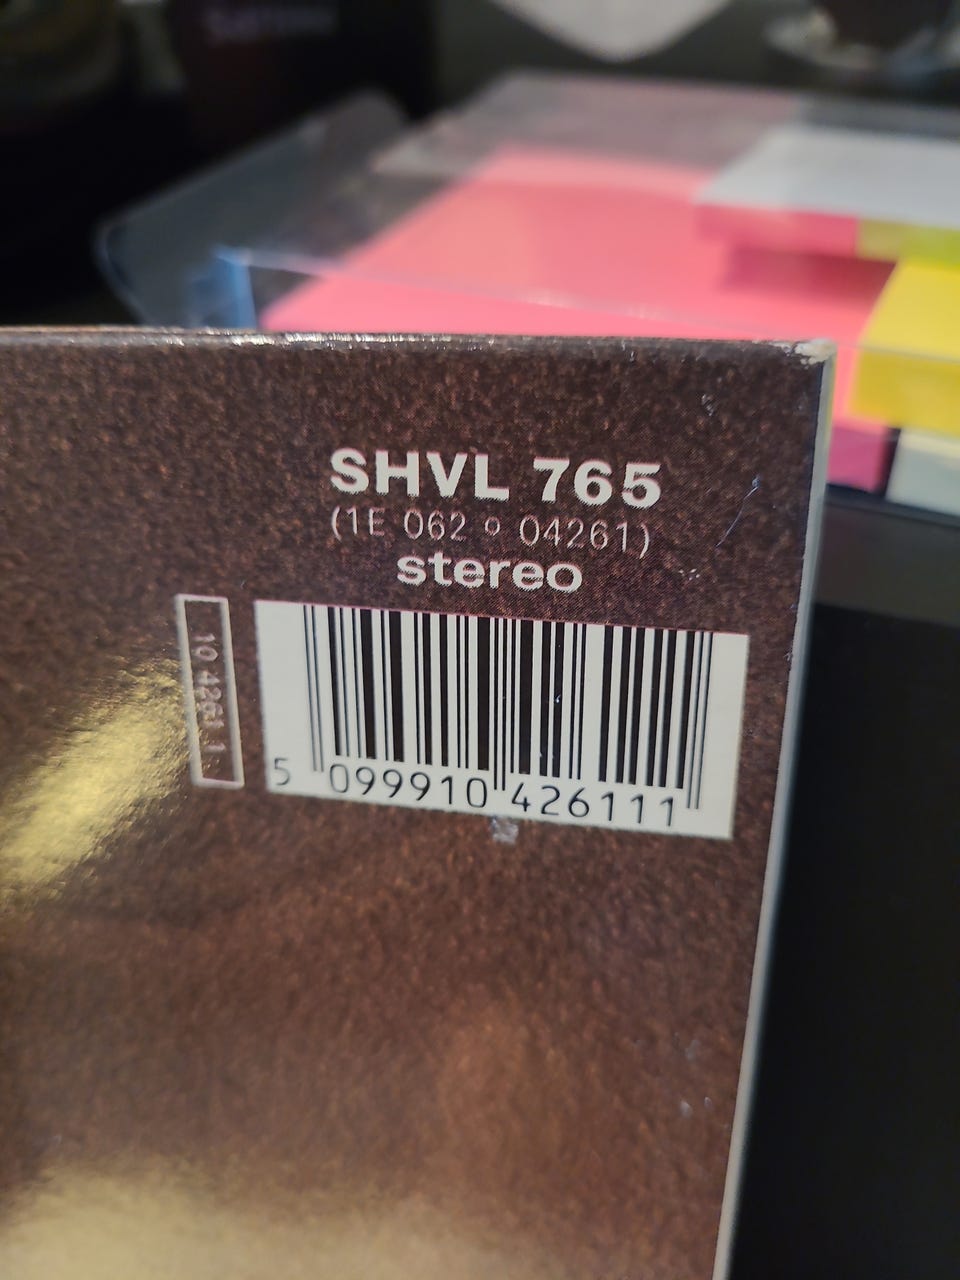 SHVL 765
(1E 062 o 04261)
stereo
10 4261 1
5 099910 426111